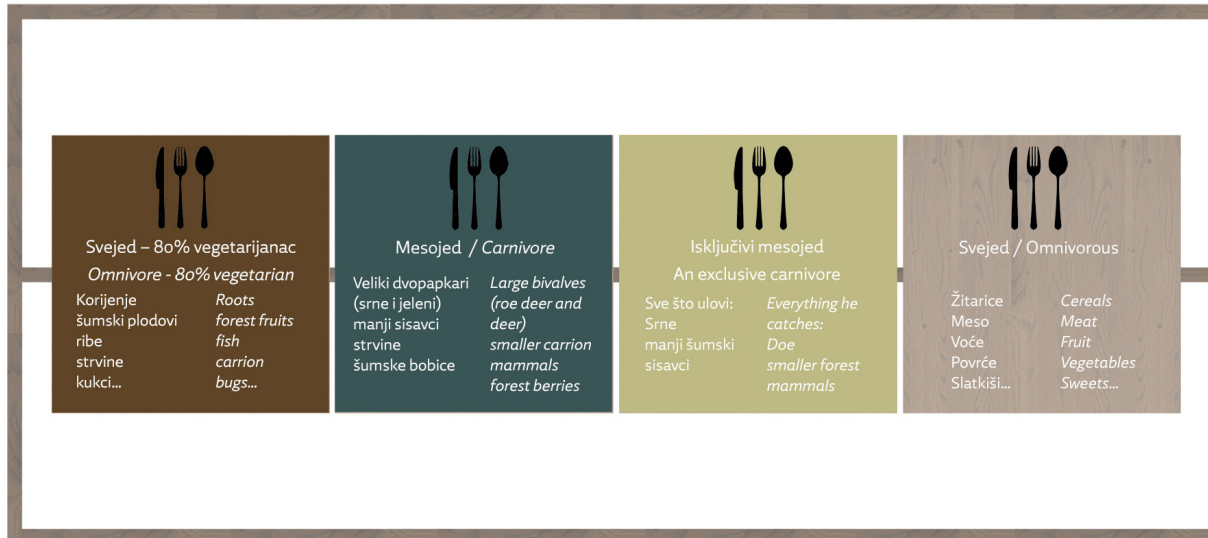 Svejed – 80% vegetarijanac
Omnivore - 80% vegetarian
Korijenje
šumski plodovi
ribe
strvine
kukci...
Roots
forest fruits
fish
carrion
bugs...
Mesojed / Carnivore
Veliki dvopapkari
(srne i jeleni)
manji sisavci
strvine
šumske bobice
Large bivalves
(roe deer and
deer)
smaller carrion
mammals
forest berries
Isključivi mesojed
An exclusive carnivore
Sve što ulovi:
Srne
manji šumski
sisavci
Everything he
catches:
Doe
smaller forest
mammals
Svejed / Omnivorous
Žitarice
Meso
Voće
Povrće
Slatkiši...
Cereals
Meat
Fruit
Vegetables
Sweets...